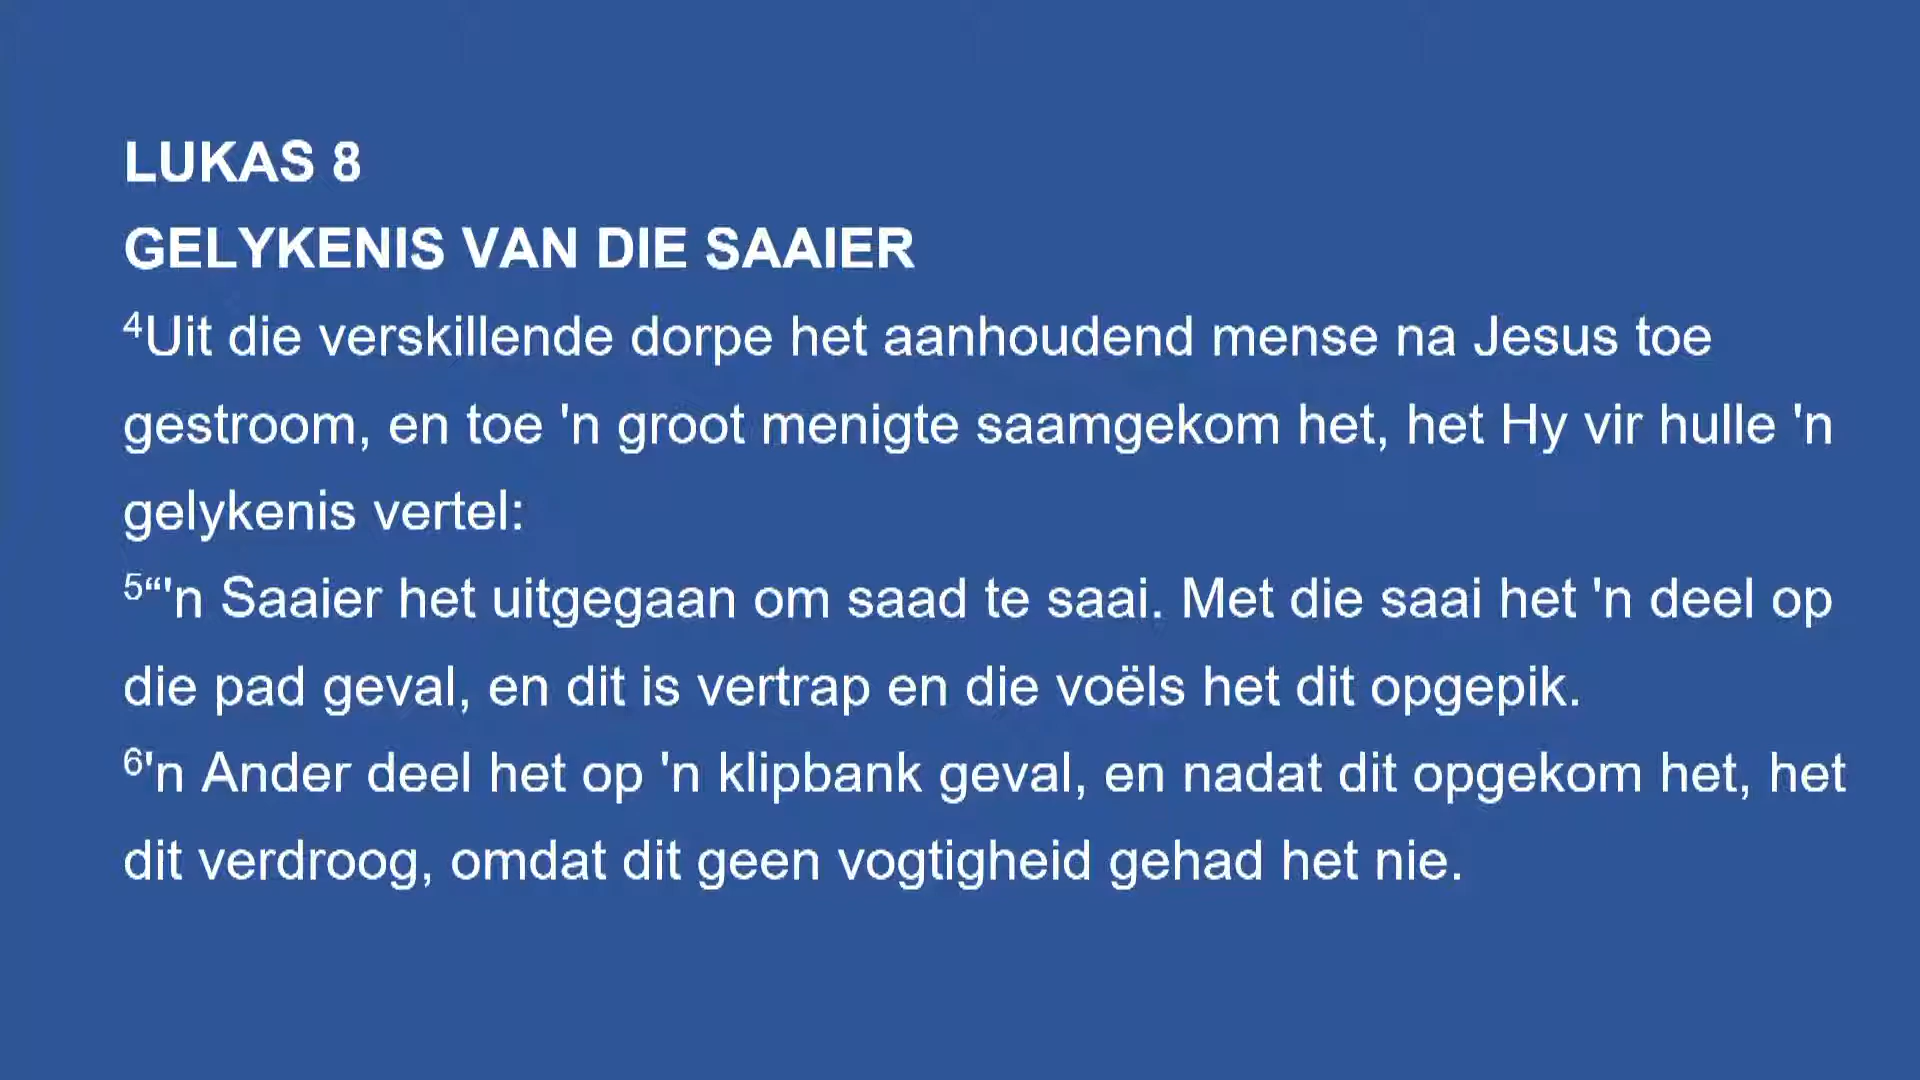 LUKAS 8
GELYKENIS VAN DIE SAAIER
⁴Uit die verskillende dorpe het aanhoudend mense na Jesus toe
gestroom, en toe 'n groot menigte saamgekom het, het Hy vir hulle 'n
gelykenis vertel:
⁵“'n Saaier het uitgegaan om saad te saai. Met die saai het 'n deel op
die pad geval, en dit is vertrap en die voëls het dit opgepik.
⁶'n Ander deel het op 'n klipbank geval, en nadat dit opgekom het, het
dit verdroog, omdat dit geen vogtigheid gehad het nie.